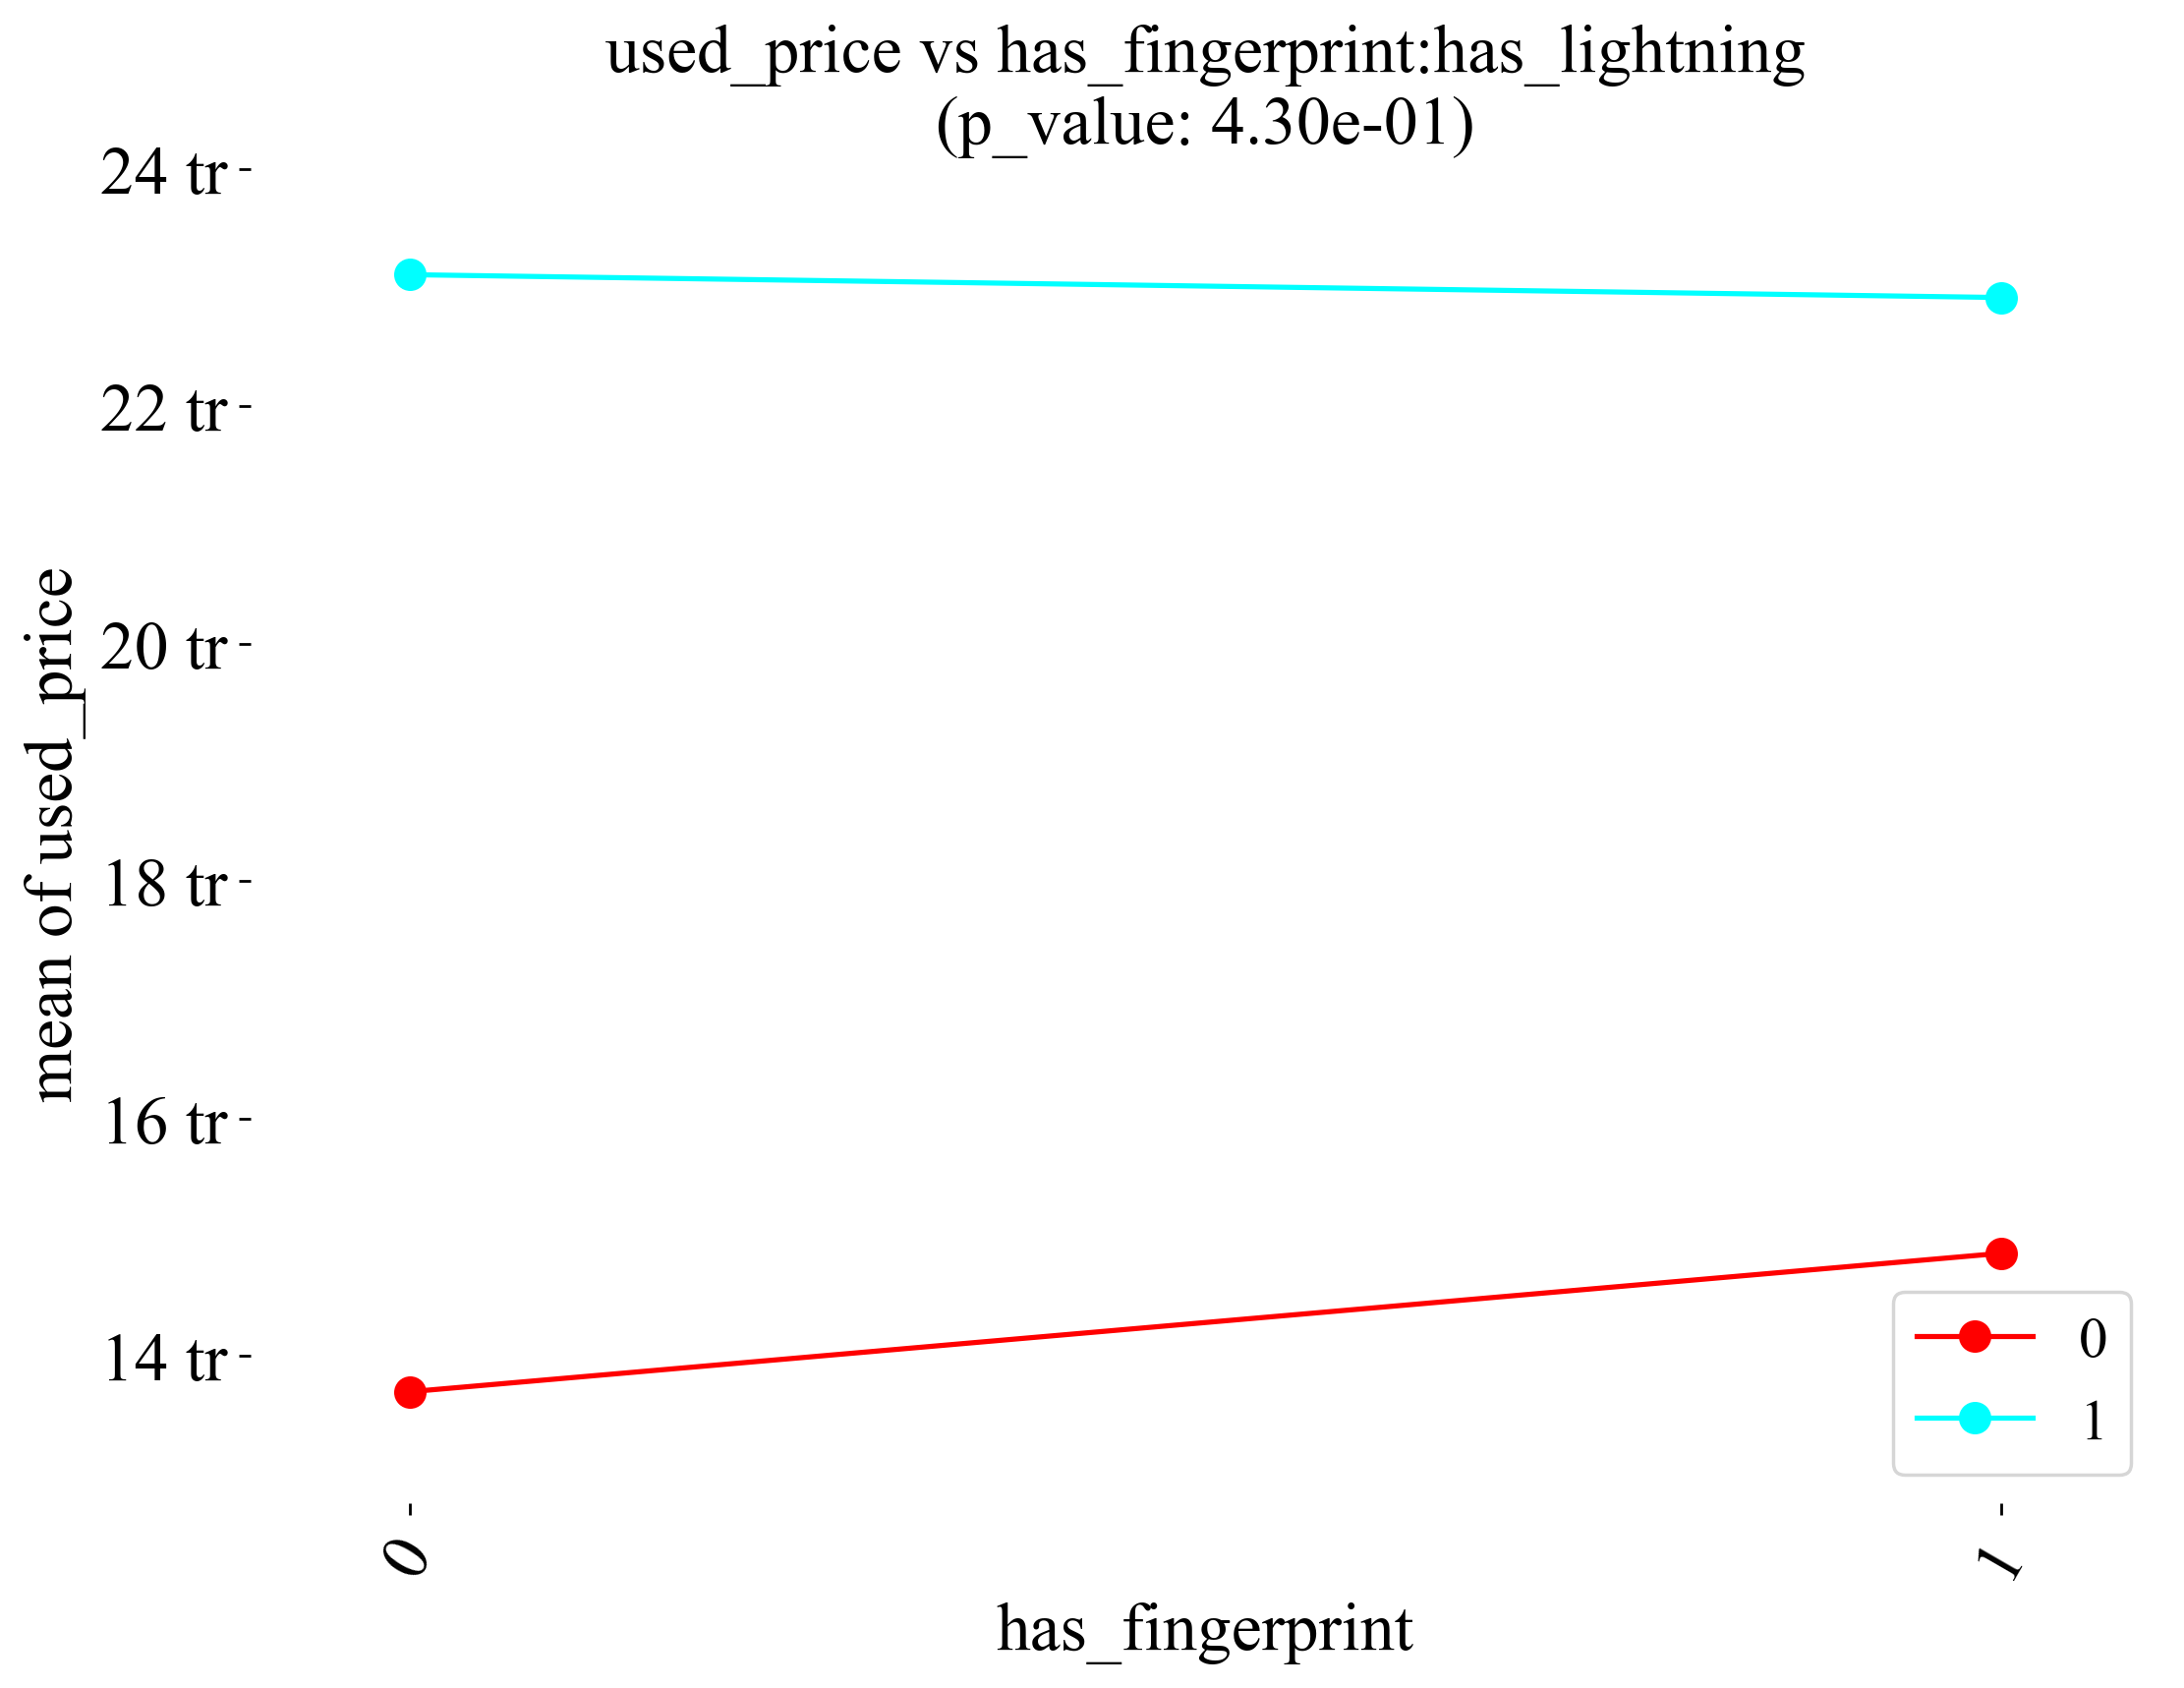 used_price vs has_fingerprint:has_lightning
(p_value: 4.30e-01)
24 tr
22 tr
20 tr
18 tr
16 tr
14 tr
mean of used_price
0
1
0
1
has_fingerprint